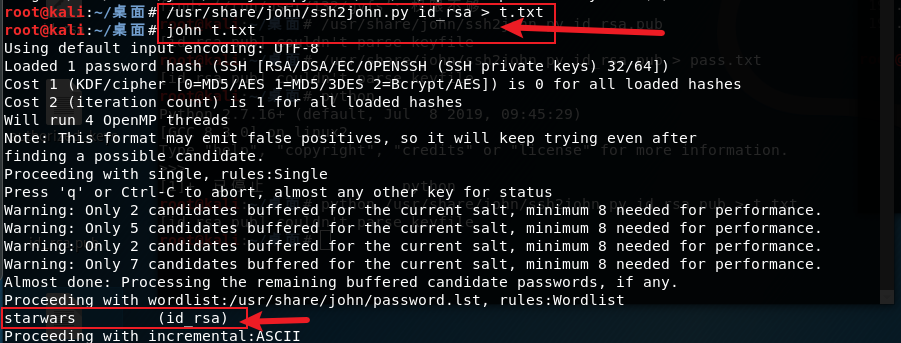 root@kali:~/桌面# /usr/share/john/ssh2john.py id_rsa > t.txt
root@kali:~/桌面# john t.txt
Using default input encoding: UTF-8
Loaded 1 password hash (SSH [RSA/DSA/EC/OPENSSH (SSH private keys) 32/64])
Cost 1 (KDF/cipher [0=MD5/AES 1=MD5/3DES 2=Bcrypt/AES]) is 0 for all loaded hashes
Cost 2 (iteration count) is 1 for all loaded hashes
Will run 4 OpenMP threads
Note: This format may emit false positives, so it will keep trying even after
finding a possible candidate.
Proceeding with single, rules:Single
Press 'q' or Ctrl-C to abort, almost any other key for status
Warning: Only 2 candidates buffered for the current salt, minimum 8 needed for performance.
Warning: Only 5 candidates buffered for the current salt, minimum 8 needed for performance.
Warning: Only 2 candidates buffered for the current salt, minimum 8 needed for performance.
Warning: Only 7 candidates buffered for the current salt, minimum 8 needed for performance.
Almost done: Processing the remaining buffered candidate passwords, if any.
Proceeding with wordlist:/usr/share/john/password.lst, rules:Wordlist
starwars (id_rsa)
Proceeding with incremental:ASCII